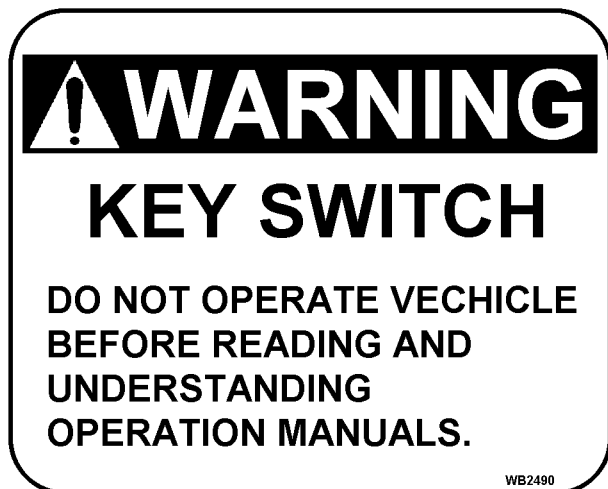 WARNING
KEY SWITCH
DO NOT OPERATE VECHICLE
BEFORE READING AND
UNDERSTANDING
OPERATION MANUALS.
WB2490